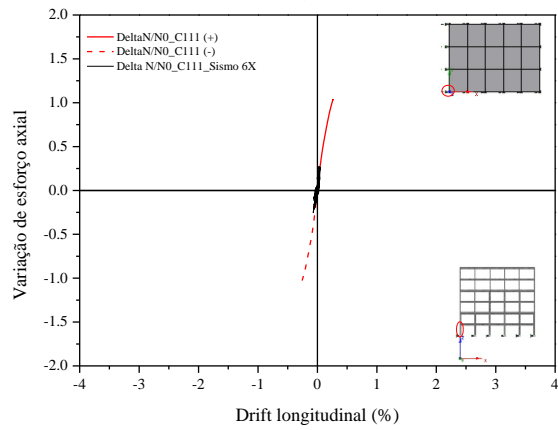 2.0
1.5
1.0
0.5
0.0
-0.5
-1.0
-1.5
-2.0
Variação de esforço axial
DeltaN/N0_C111 (+)
DeltaN/N0_C111 (-)
Delta N/N0_C111_Sismo 6X
-4 -3 -2 -1 0 1 2 3 4
Drift longitudinal (%)